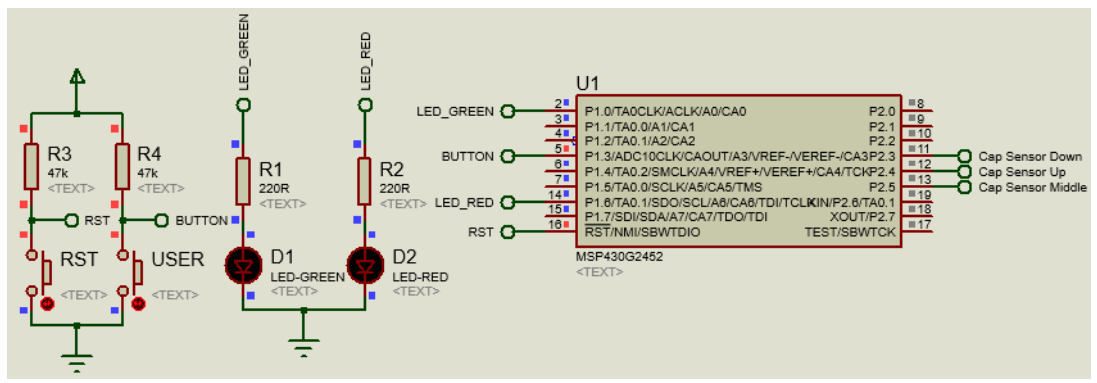 LED_GREEN
LED_RED
R3
47k
<TEXT>
R4
47k
<TEXT>
RST
BUTTON
RST
<TEXT>
USER
<TEXT>
R1
220R
<TEXT>
R2
220R
<TEXT>
D1
LED-GREEN
<TEXT>
D2
LED-RED
<TEXT>
U1
LED_GREEN
BUTTON
LED_RED
RST
2
3
4
5
6
7
14
15
16
P1.0/TA0CLK/ACLK/A0/CA0
P1.1/TA0.0/A1/CA1
P1.2/TA0.1/A2/CA2
P1.3/ADC10CLK/CAOUT/A3/VREF-/VEREF-/CA3
P1.4/TA0.2/SMCLK/A4/VREF+/VEREF+/CA4/TCK
P1.5/TA0.0/SCLK/A5/CA5/TMS
P1.6/TA0.1/SDO/SCL/A6/CA6/TDI/TCLK
P1.7/SDI/SDA/A7/CA7/TDO/TDI
RST/NMI/SBWTDIO
P2.0
P2.1
P2.2
P2.3
P2.4
P2.5
XIN/P2.6/TA0.1
XOUT/P2.7
TEST/SBWTCK
8
9
10
11
12
13
19
18
17
Cap Sensor Down
Cap Sensor Up
Cap Sensor Middle
MSP430G2452
<TEXT>